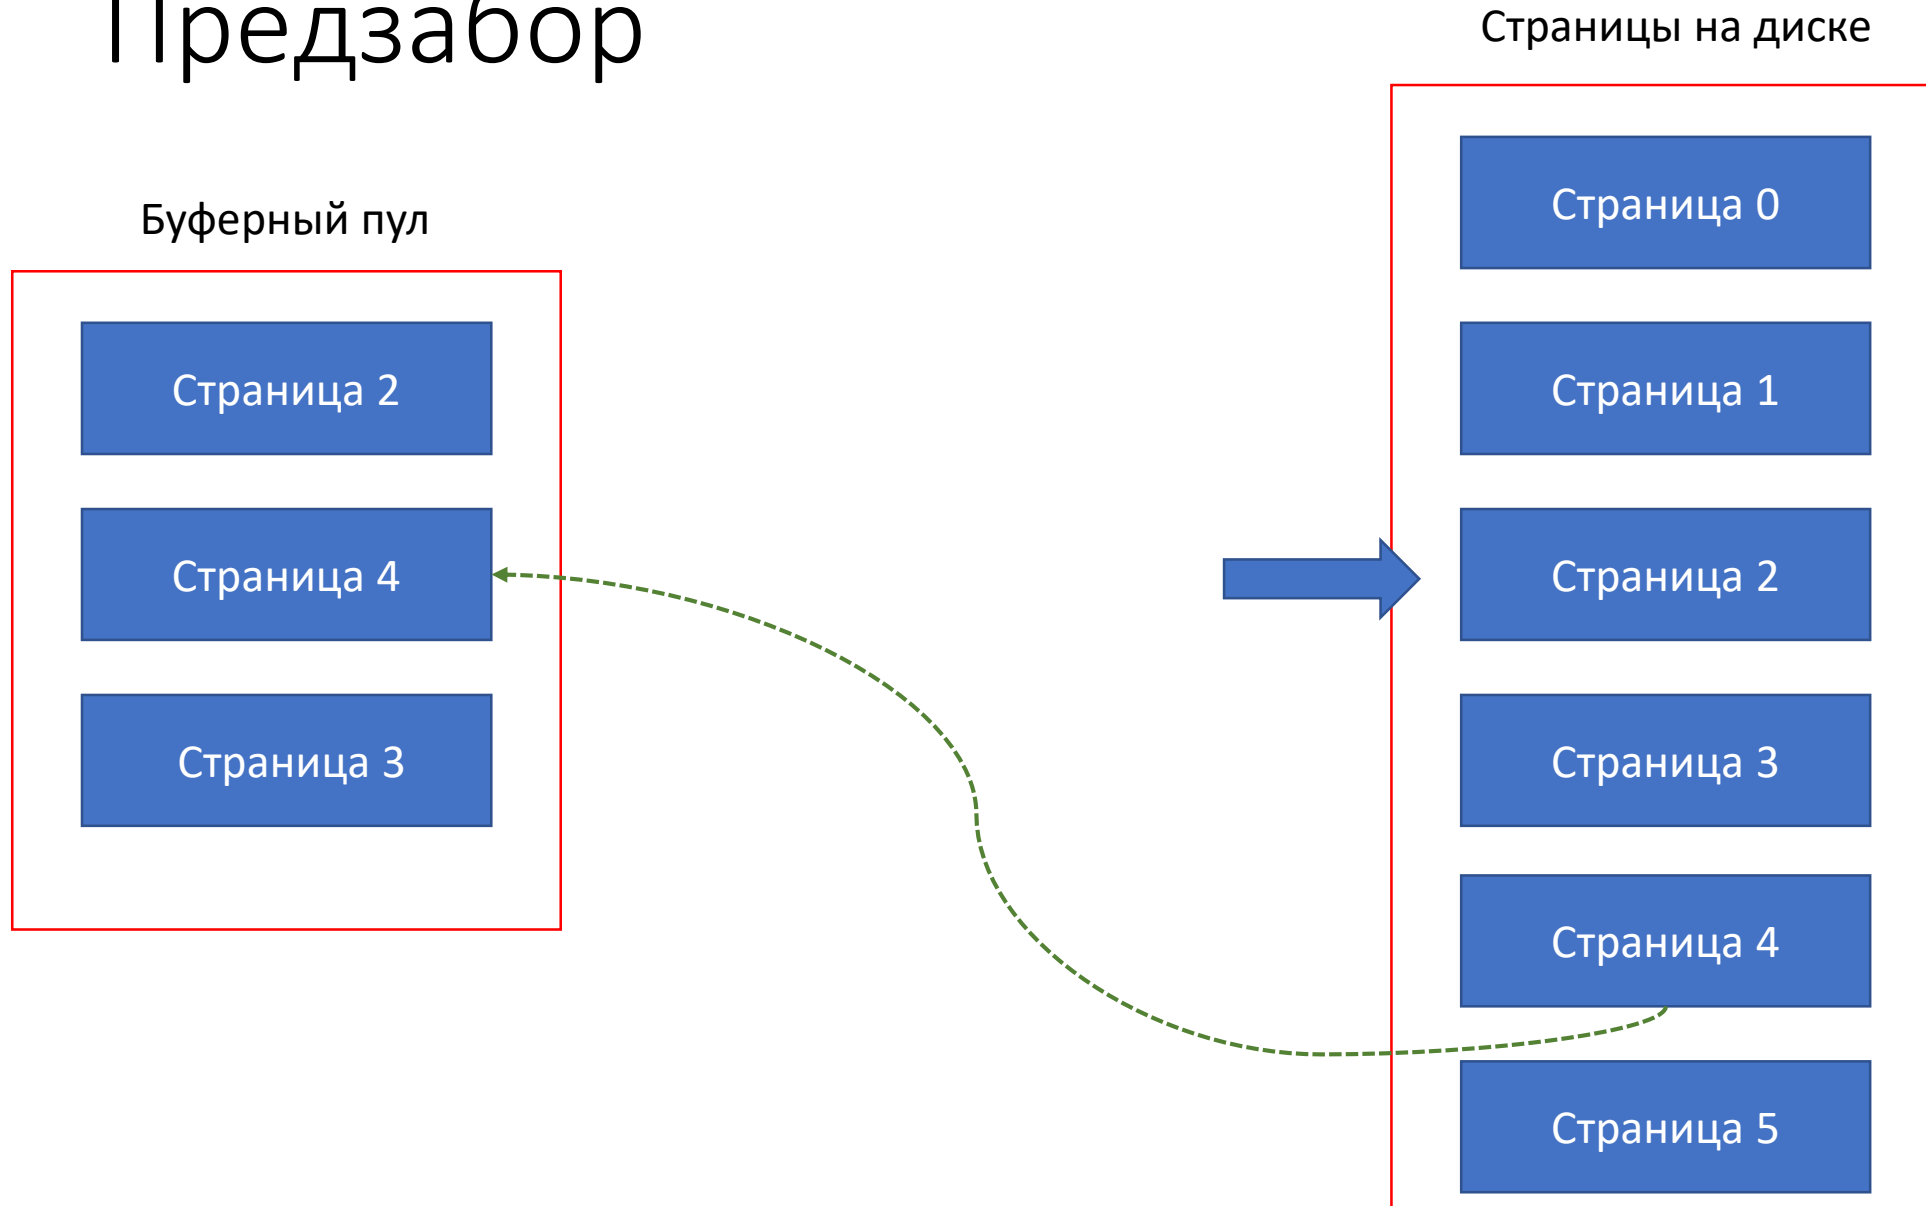 Предзабор
Страницы на диске
Буферный пул
Страница 2
Страница 4
Страница 3
Страница 0
Страница 1
Страница 2
Страница 3
Страница 4
Страница 5